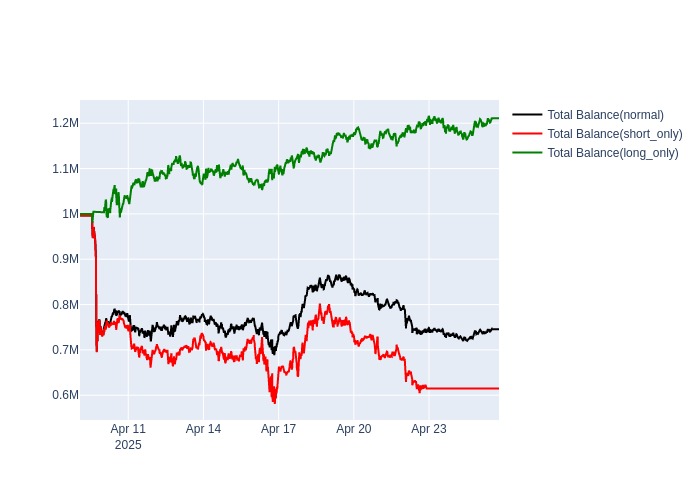 1.2M
1.1M
1M
0.9M
0.8M
0.7M
0.6M
Apr 11
2025
Apr 14
Apr 17
Apr 20
Apr 23
Total Balance(normal)
Total Balance(short_only)
Total Balance(long_only)